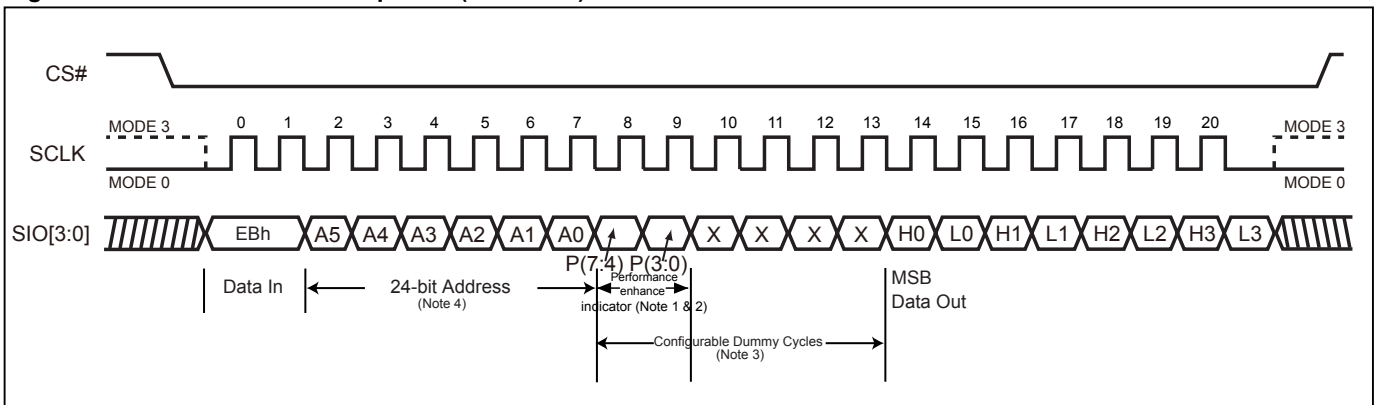 CS#
MODE 3
0 1 2 3 4 5 6 7 8 9 10 11 12 13 14 15 16 17 18 19 20
MODE 3
SCLK
MODE 0
MODE 0
SIO[3:0]
EBh A5 A4 A3 A2 A1 A0 X X X X H0 L0 H1 L1 H2 L2 H3 L3
P(7:4) P(3:0)
Data In
24-bit Address
(Note 4)
Performance
enhance
indicator (Note 1 & 2)
MSB
Data Out
Configurable Dummy Cycles
(Note 3)